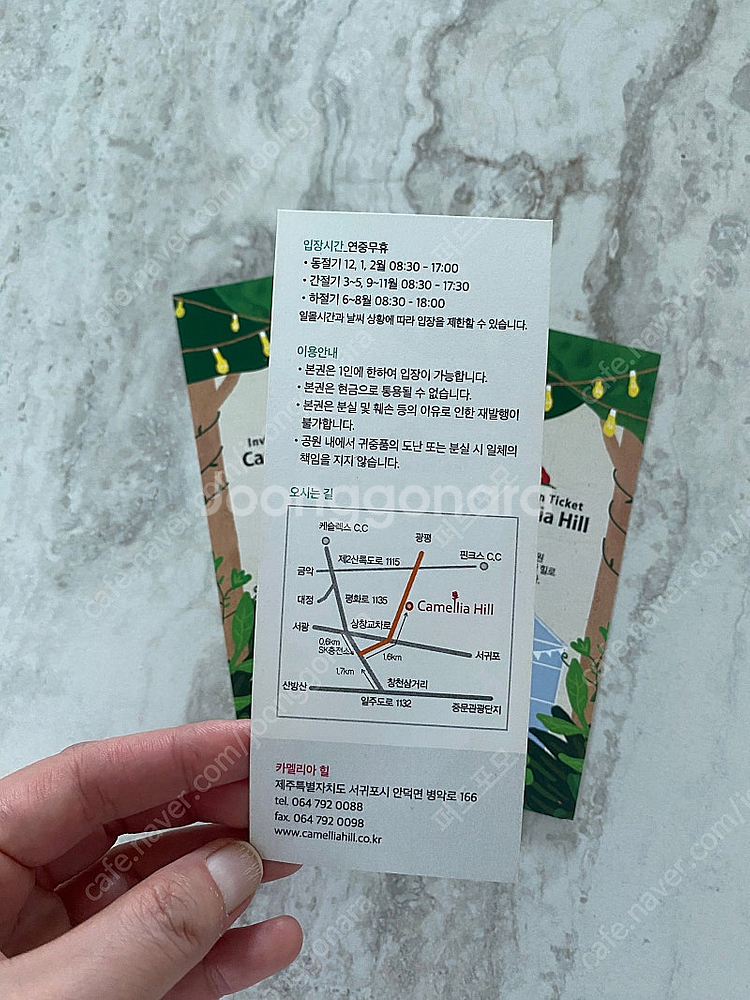 입장시간_연중무휴
• 동절기 12, 1, 2월 08:30 - 17:00
• 간절기 3~5, 9~11월 08:30 - 17:30
• 하절기 6~8월 08:30 - 18:00
일몰시간과 날씨 상황에 따라 입장을 제한할 수 있습니다.
이용안내
• 본권은 1인에 한하여 입장이 가능합니다.
• 본권은 현금으로 통용될 수 없습니다.
• 본권은 분실 및 훼손 등의 이유로 인한 재발행이
불가합니다.
• 공원 내에서 귀중품의 도난 또는 분실 시 일체의
책임을 지지 않습니다.
오시는 길
케슬렉스 C.C
광평
핀크스 C.C
제2산록도로 1115
금악
대정
평화로 1135
Camellia Hill
서광
상창교차로
0.6km
SK충전소
1.6km
서귀포
1.7km
산방산
창천삼거리
일주도로 1132
중문관광단지
카멜리아 힐
제주특별자치도 서귀포시 안덕면 병악로 166
tel. 064 792 0088
fax. 064 792 0098
www.camelliahill.co.kr
Inv
Ca
n Ticket
ia Hill
joonggonara
cafe.naver.com/joonggonara